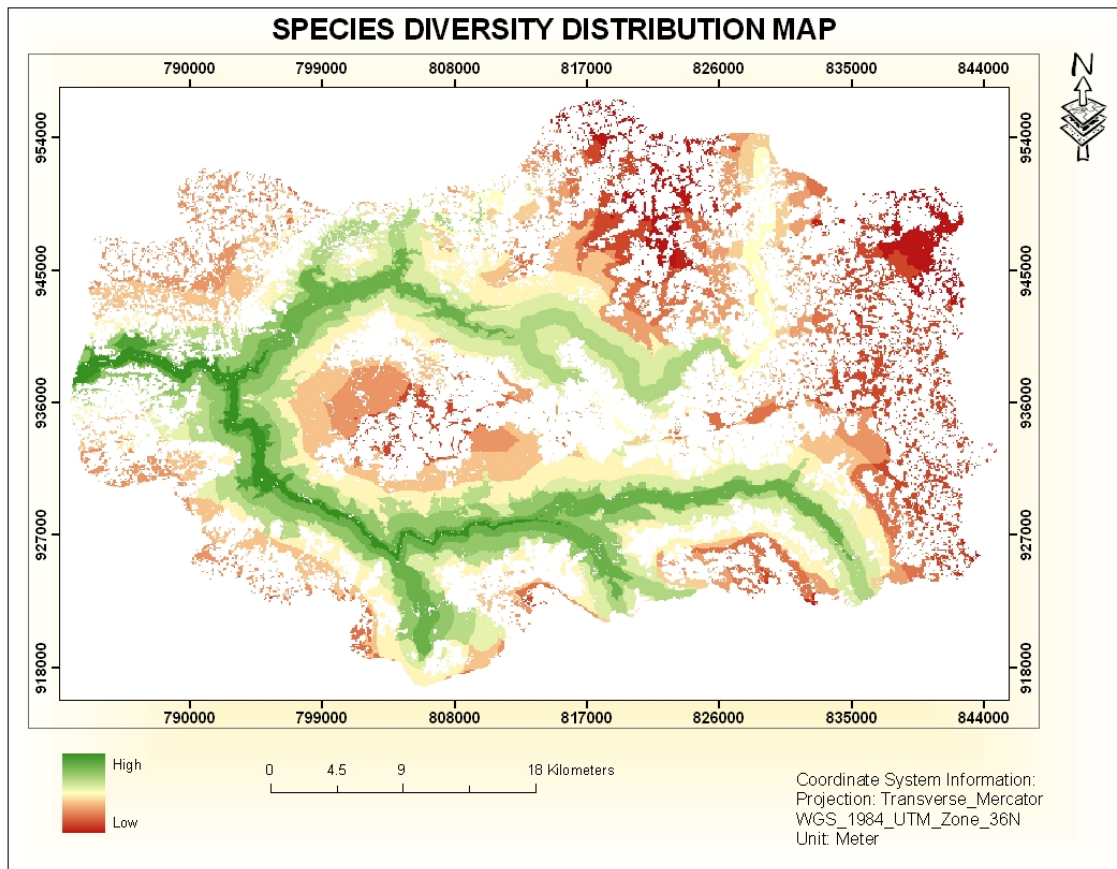 SPECIES DIVERSITY DISTRIBUTION MAP
790000 799000 808000 817000 826000 835000 844000
N
954000 954000
945000 945000
936000 936000
927000 927000
918000 918000
790000 799000 808000 817000 826000 835000 844000
High
Low
0 4.5 9 18 Kilometers
Coordinate System Information:
Projection: Transverse_Mercator
WGS_1984_UTM_Zone_36N
Unit: Meter